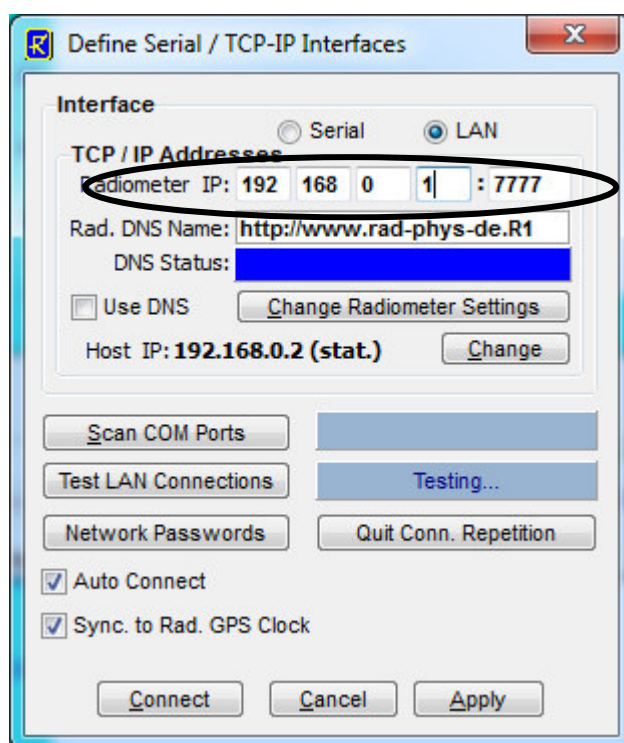 Define Serial / TCP-IP Interfaces
Interface
Serial LAN
TCP / IP Addresses
Radiometer IP: 192 168 0 1 : 7777
Rad. DNS Name: http://www.rad-phys-de.R1
DNS Status:
Use DNS Change Radiometer Settings
Host IP: 192.168.0.2 (stat.) Change
Scan COM Ports
Test LAN Connections Testing...
Network Passwords Quit Conn. Repetition
Auto Connect
Sync. to Rad. GPS Clock
Connect Cancel Apply